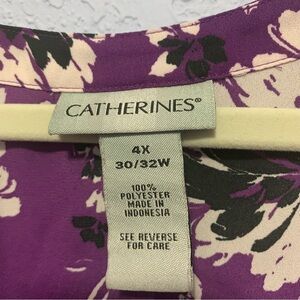 CATHERINES®
4X
30/32W
100%
POLYESTER
MADE IN
INDONESIA
SEE REVERSE
FOR CARE